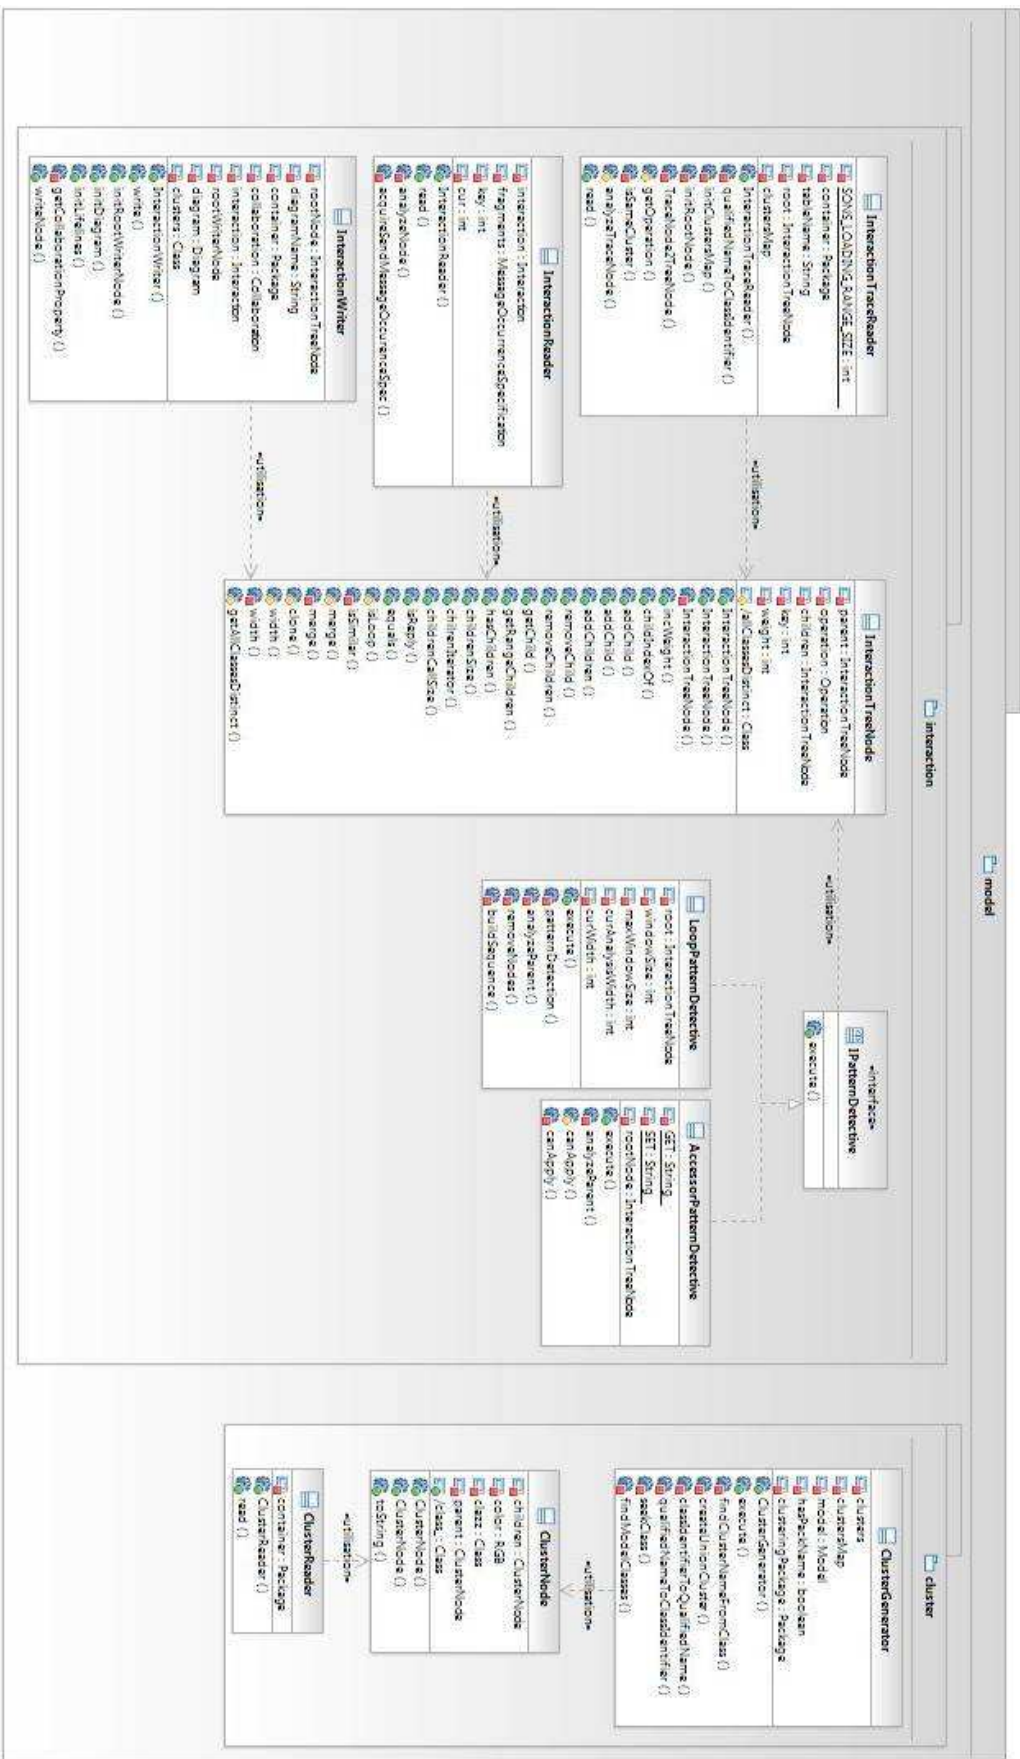 model
interaction
InteractionTraceReader
SONS_LOADING_RANGE_SIZE : int
container : Package
tableName : String
root : InteractionTreeNode
clustersMap
InteractionTraceReader ()
qualifiedNameToClassIdentifier ()
initClustersMap ()
initRootNode ()
TraceNode2TreeNode ()
getOperation ()
isSameCluster ()
analyzeTraceNode ()
read ()
InteractionReader
interaction : Interaction
fragments : MessageOccurrenceSpecification
key : int
cur : int
InteractionReader ()
read ()
analyzeNode ()
acquireSendMessageOccurenceSpec ()
InteractionWriter
rootNode : InteractionTreeNode
diagramName : String
container : Package
collaboration : Collaboration
interaction : Interaction
rootWriterNode
diagram : Diagram
clusters : Class
InteractionWriter ()
write ()
initRootWriterNode ()
initDiagram ()
initLifelines ()
getCollaborationProperty ()
writeNode ()
«utilisation»
«utilisation»
«utilisation»
InteractionTreeNode
parent : InteractionTreeNode
operation : Operation
children : InteractionTreeNode
key : int
weight : int
/allClassesDistinct : Class
InteractionTreeNode ()
InteractionTreeNode ()
InteractionTreeNode ()
incWeight ()
childIndexOf ()
addChild ()
addChild ()
addChildren ()
removeChild ()
removeChildren ()
getChild ()
getRangeChildren ()
hasChildren ()
childrenSize ()
chilrenIterator ()
childrenCallSize ()
isReply ()
equals ()
isLoop ()
isSimilar ()
merge ()
merge ()
clone ()
width ()
width ()
getAllClassesDistinct ()
«utilisation»
«interface»
IPatternDetective
execute ()
LoopPatternDetective
root : InteractionTreeNode
windowSize : int
maxWindowSize : int
curAnalysisWidth : int
curWidth : int
execute ()
patternDetection ()
analyzeParent ()
removeNodes ()
buildSequence ()
AccessorPatternDetective
GET : String
SET : String
rootNode : InteractionTreeNode
execute ()
analyzeParent ()
canApply ()
canApply ()
cluster
ClusterGenerator
clusters
clustersMap
model : Model
hasPackName : boolean
clusteringPackage : Package
ClusterGenerator ()
execute ()
findClusterNameFromClass ()
createUnionCluster ()
classIdentifierToQualifiedName ()
qualifiedNameToClassIdentifier ()
seekClass ()
findModelClasses ()
«utilisation»
ClusterNode
children : ClusterNode
color : RGB
clazz : Class
parent : ClusterNode
/class_ : Class
ClusterNode ()
ClusterNode ()
toString ()
«utilisation»
ClusterReader
container : Package
ClusterReader ()
read ()